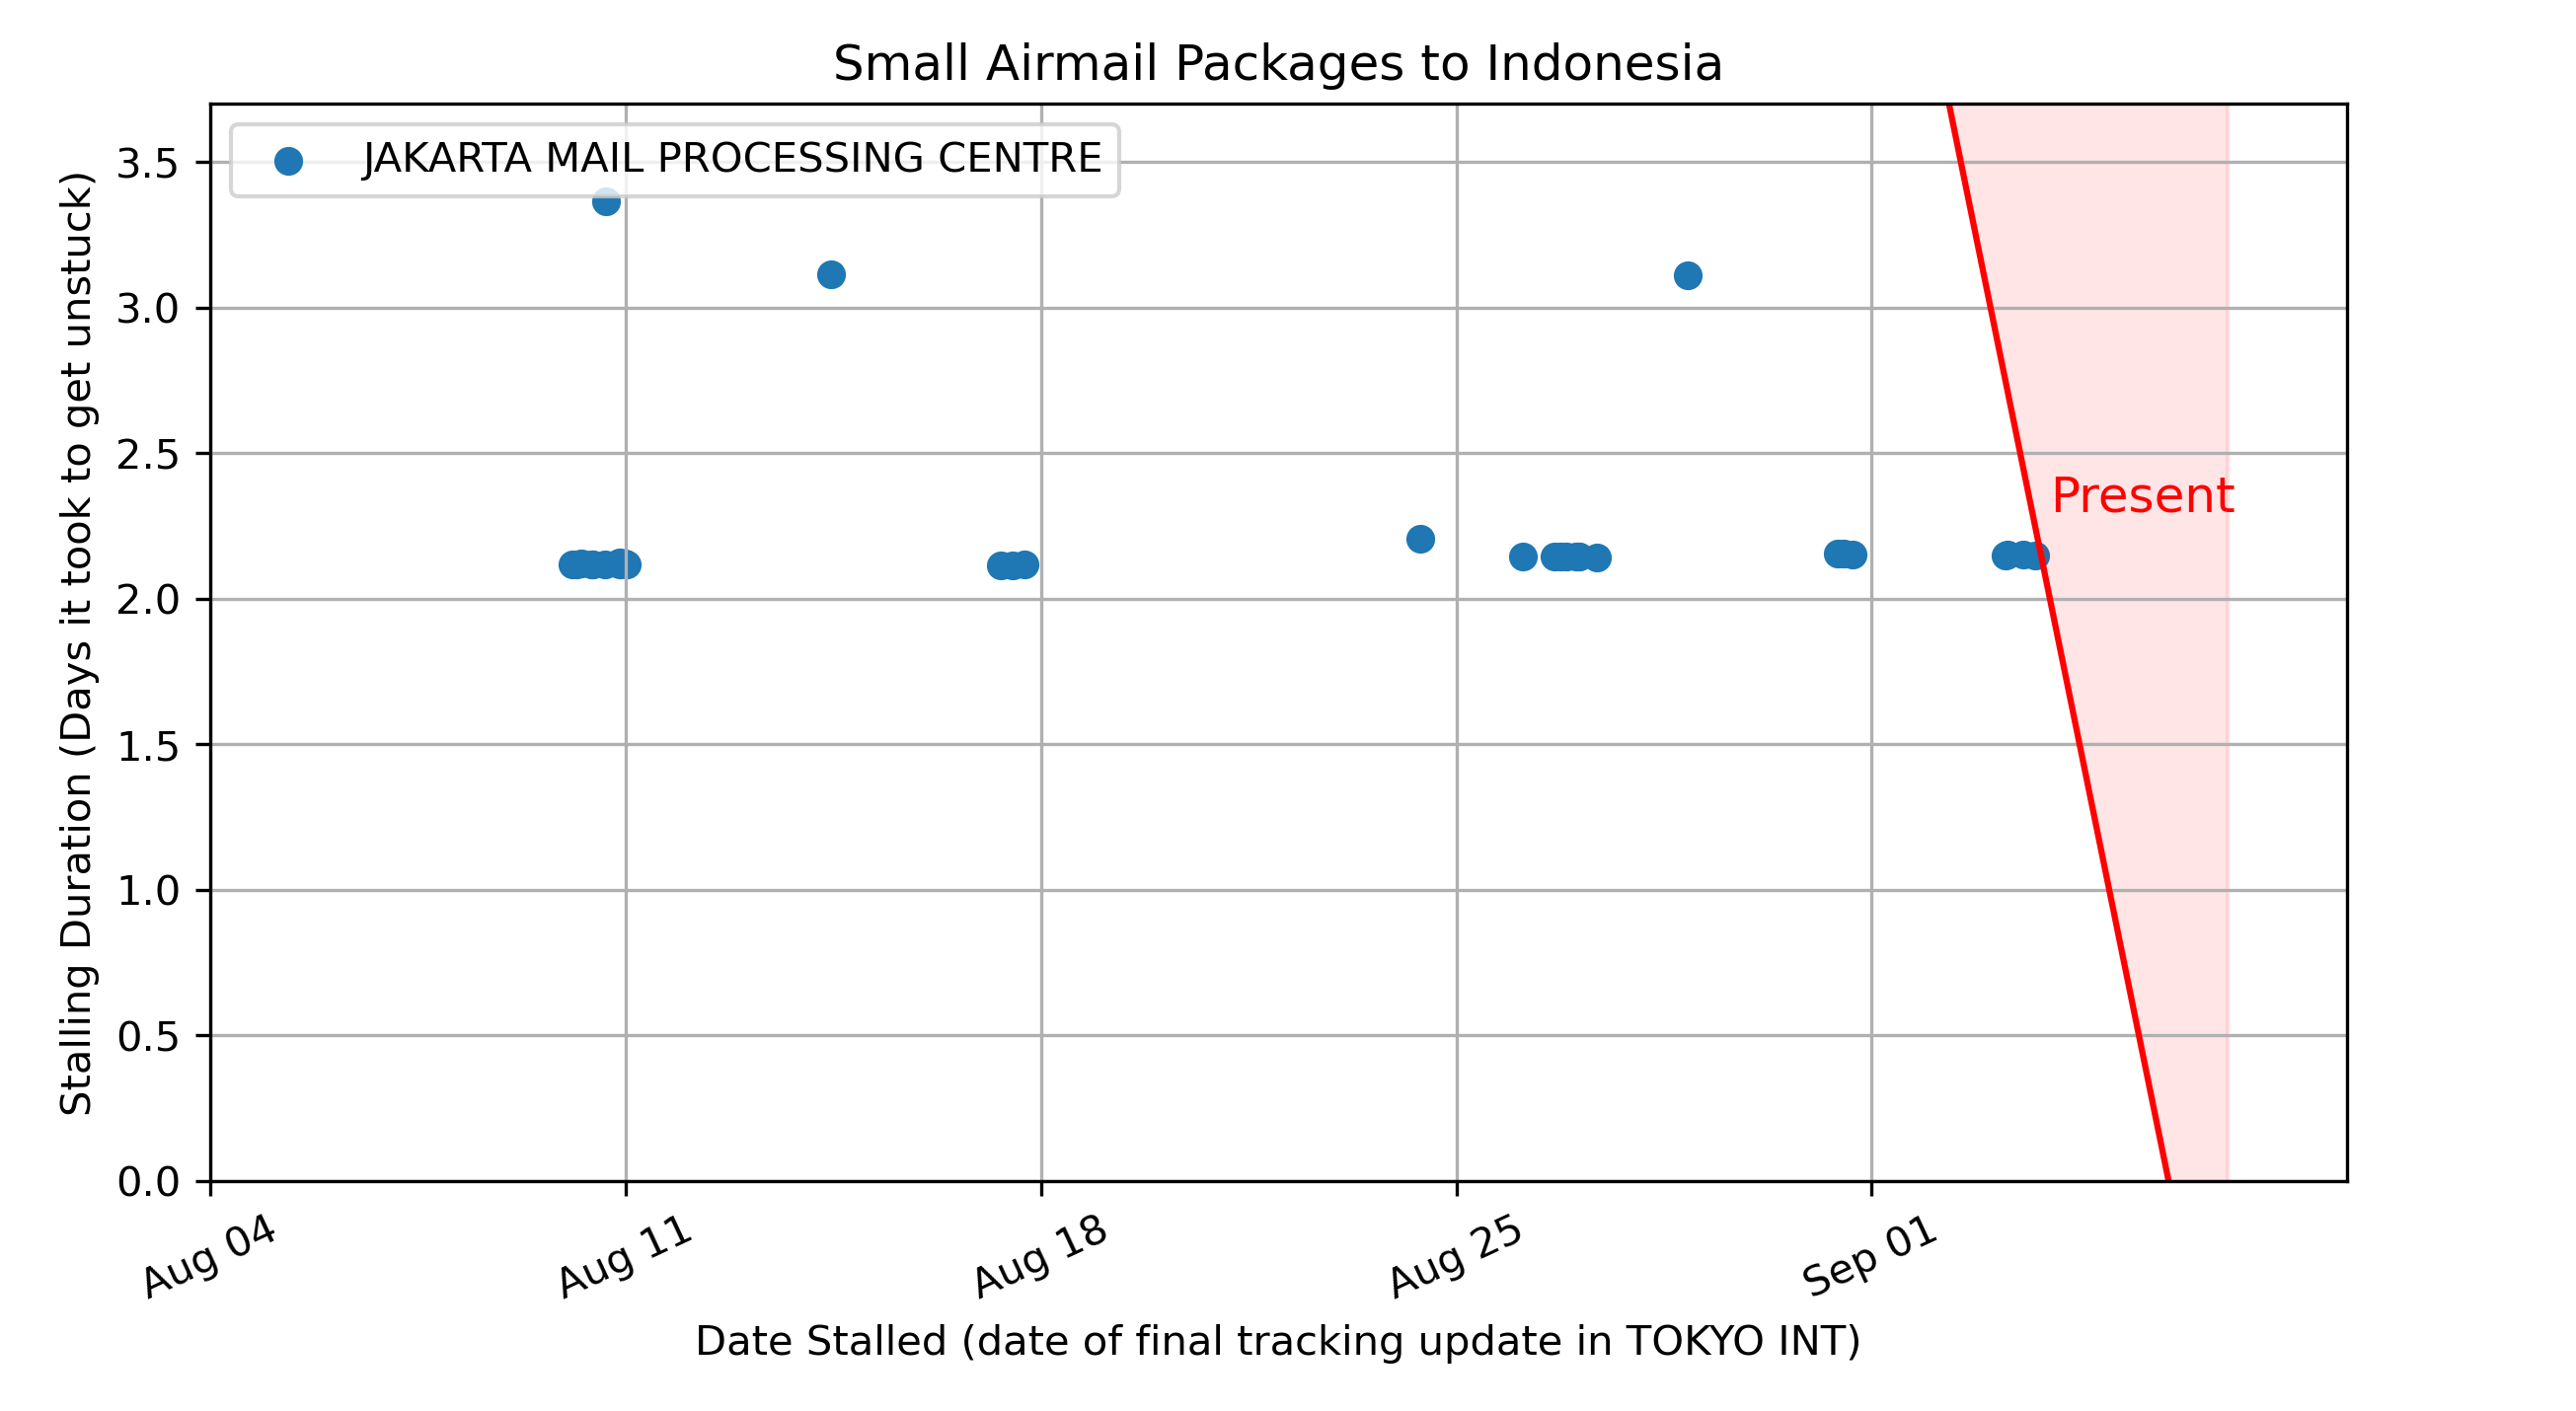 Small Airmail Packages to Indonesia
JAKARTA MAIL PROCESSING CENTRE
Stalling Duration (Days it took to get unstuck)
3.5
3.0
2.5
2.0
1.5
1.0
0.5
0.0
Present
Aug 04
Aug 11
Aug 18
Aug 25
Sep 01
Date Stalled (date of final tracking update in TOKYO INT)